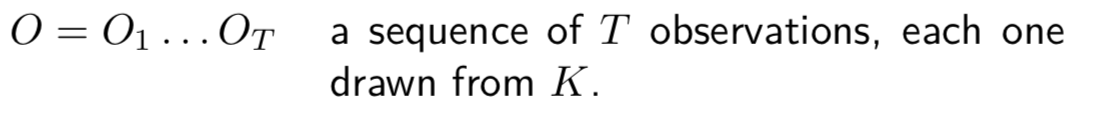 O = O₁ … O_T a sequence of T observations, each one
drawn from K.